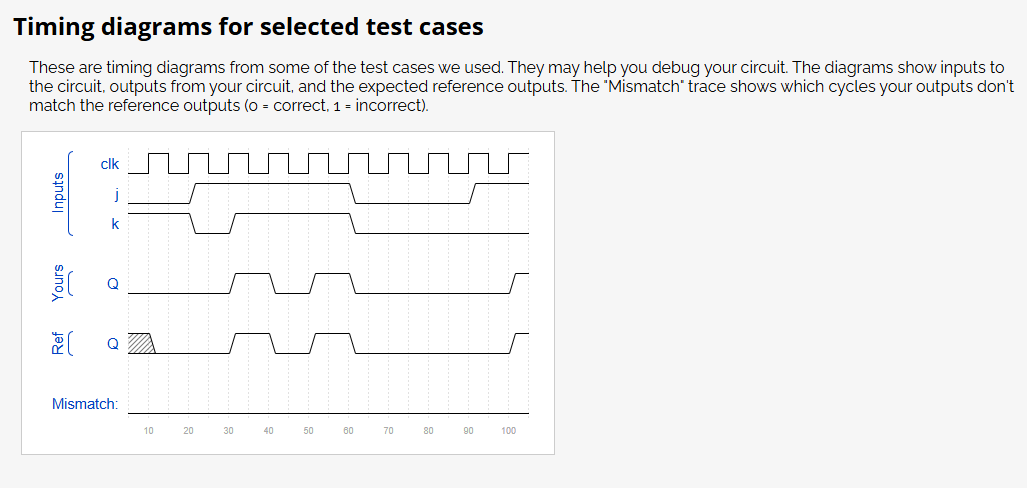 Timing diagrams for selected test cases
These are timing diagrams from some of the test cases we used. They may help you debug your circuit. The diagrams show inputs to
the circuit, outputs from your circuit, and the expected reference outputs. The "Mismatch" trace shows which cycles your outputs don't
match the reference outputs (0 = correct, 1 = incorrect).
Inputs
clk
j
k
Yours
Q
Ref
Q
Mismatch:
10 20 30 40 50 60 70 80 90 100